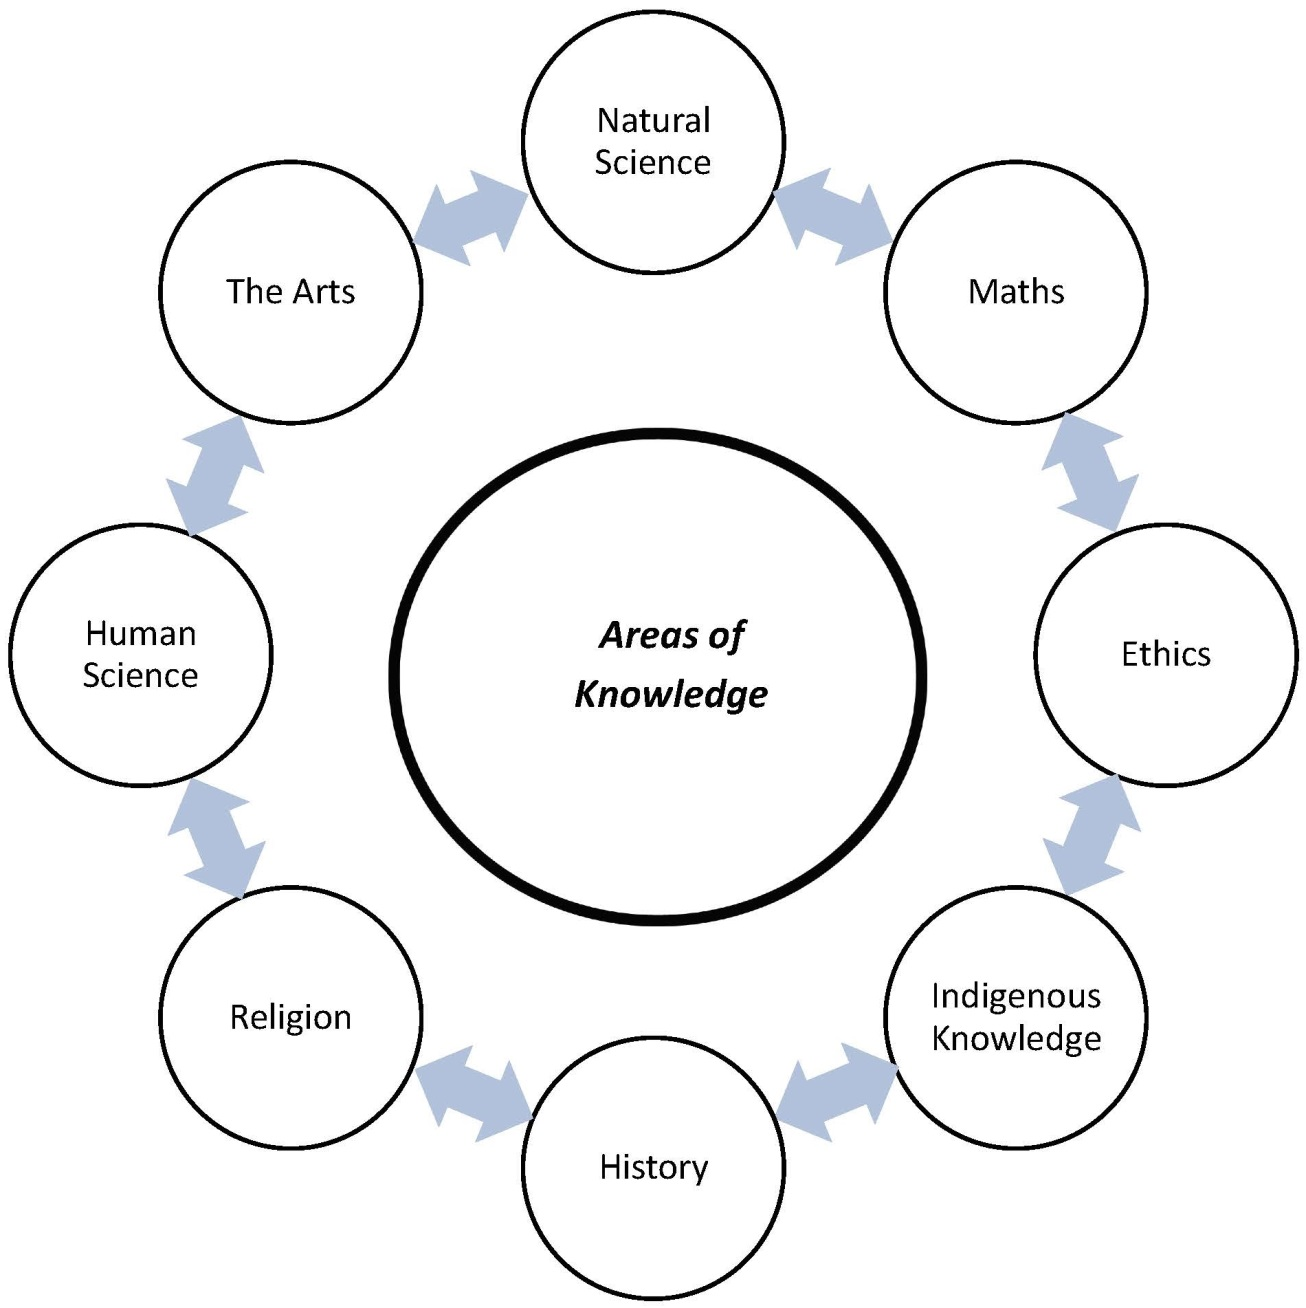 Natural
Science
The Arts
Maths
Areas of
Knowledge
Human
Science
Ethics
Religion
Indigenous
Knowledge
History